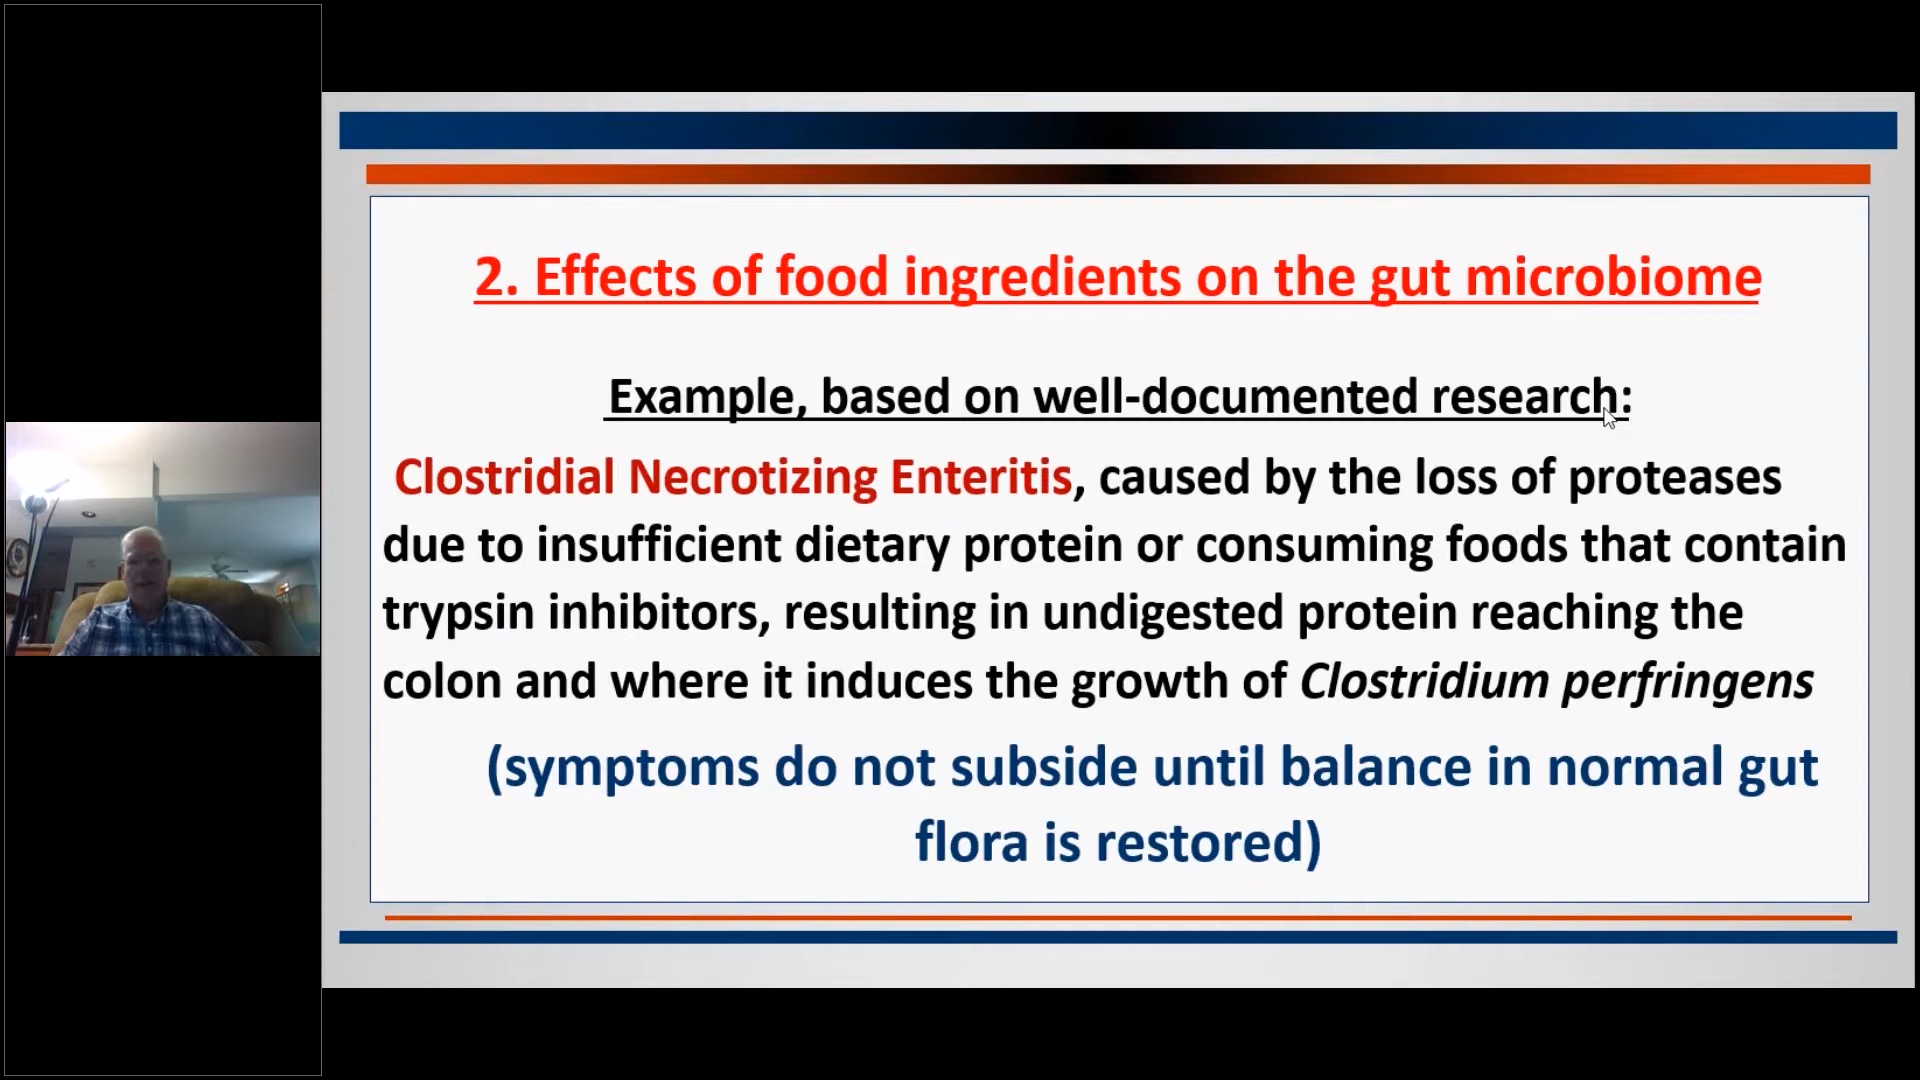 2. Effects of food ingredients on the gut microbiome
Example, based on well-documented research:
Clostridial Necrotizing Enteritis, caused by the loss of proteases
due to insufficient dietary protein or consuming foods that contain
trypsin inhibitors, resulting in undigested protein reaching the
colon and where it induces the growth of Clostridium perfringens
(symptoms do not subside until balance in normal gut
flora is restored)